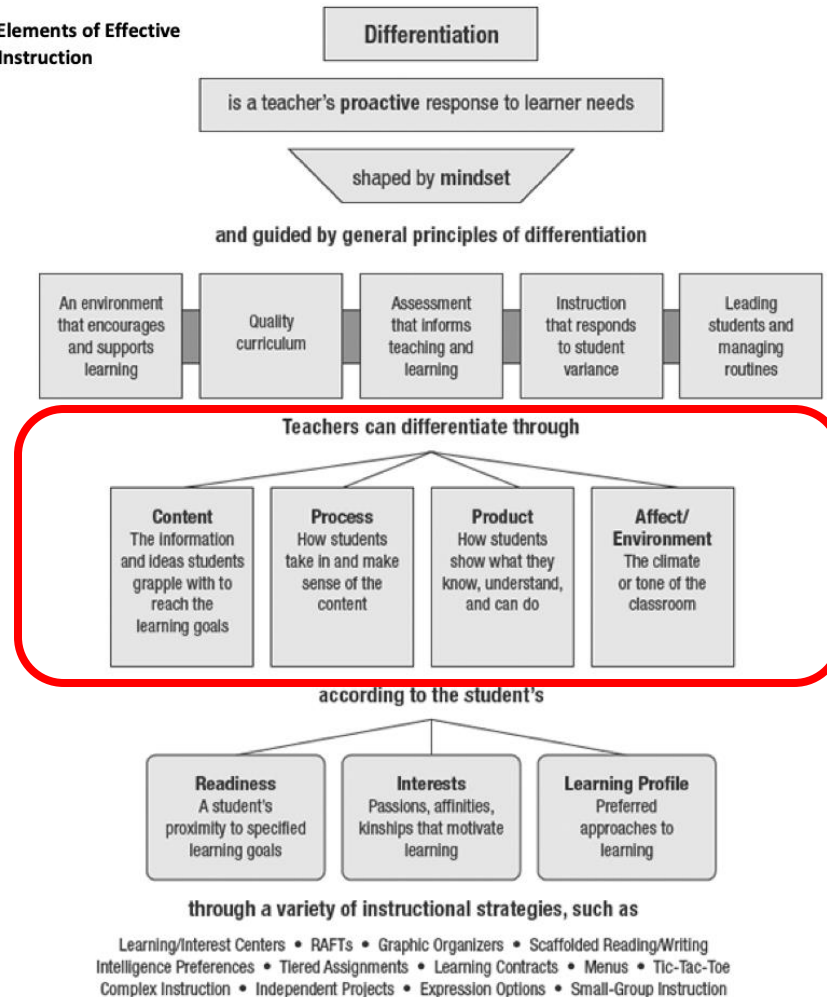 Elements of Effective
Instruction
Differentiation
is a teacher's proactive response to learner needs
shaped by mindset
and guided by general principles of differentiation
An environment
that encourages
and supports
learning
Quality
curriculum
Assessment
that informs
teaching and
learning
Instruction
that responds
to student
variance
Leading
students and
managing
routines
Teachers can differentiate through
Content
The information
and ideas students
grapple with to
reach the
learning goals
Process
How students
take in and make
sense of the
content
Product
How students
show what they
know, understand,
and can do
Affect/
Environment
The climate
or tone of the
classroom
according to the student's
Readiness
A student's
proximity to specified
learning goals
Interests
Passions, affinities,
kinships that motivate
learning
Learning Profile
Preferred
approaches to
learning
through a variety of instructional strategies, such as
Learning/Interest Centers • RAFTs • Graphic Organizers • Scaffolded Reading/Writing
Intelligence Preferences • Tiered Assignments • Learning Contracts • Menus • Tic-Tac-Toe
Complex Instruction • Independent Projects • Expression Options • Small-Group Instruction